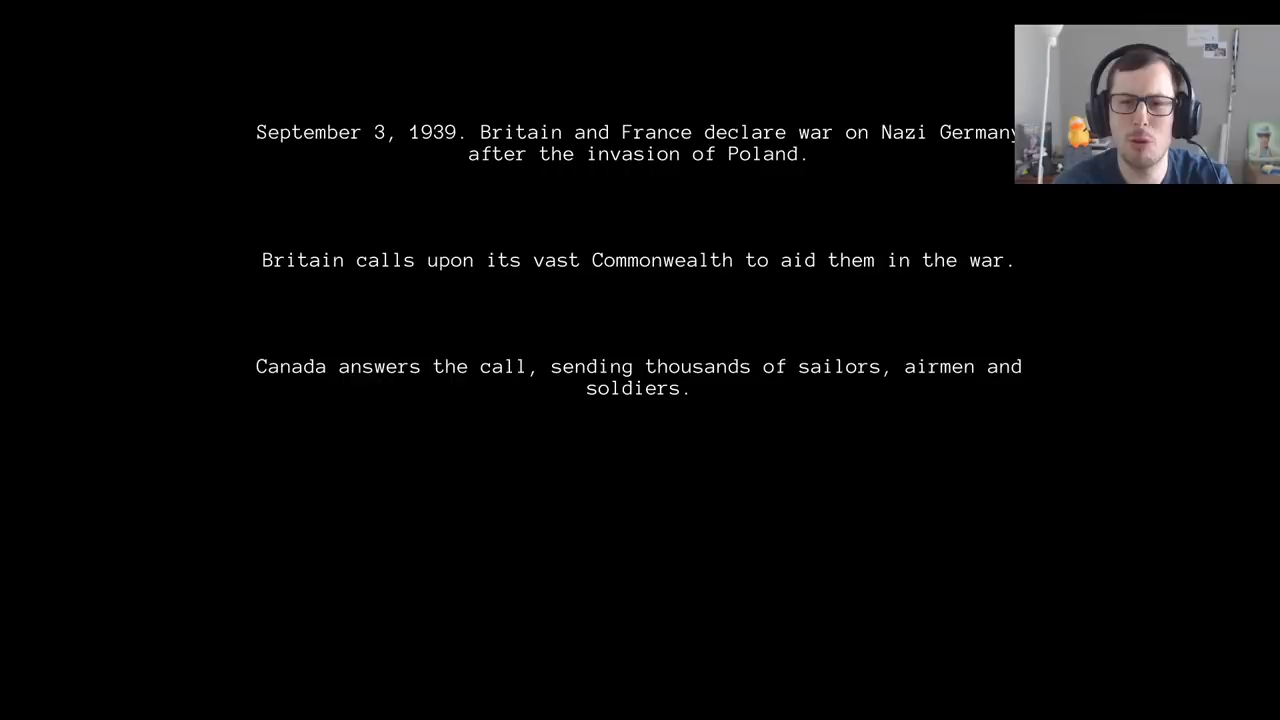 September 3, 1939. Britain and France declare war on Nazi Germany
after the invasion of Poland.
Britain calls upon its vast Commonwealth to aid them in the war.
Canada answers the call, sending thousands of sailors, airmen and
soldiers.